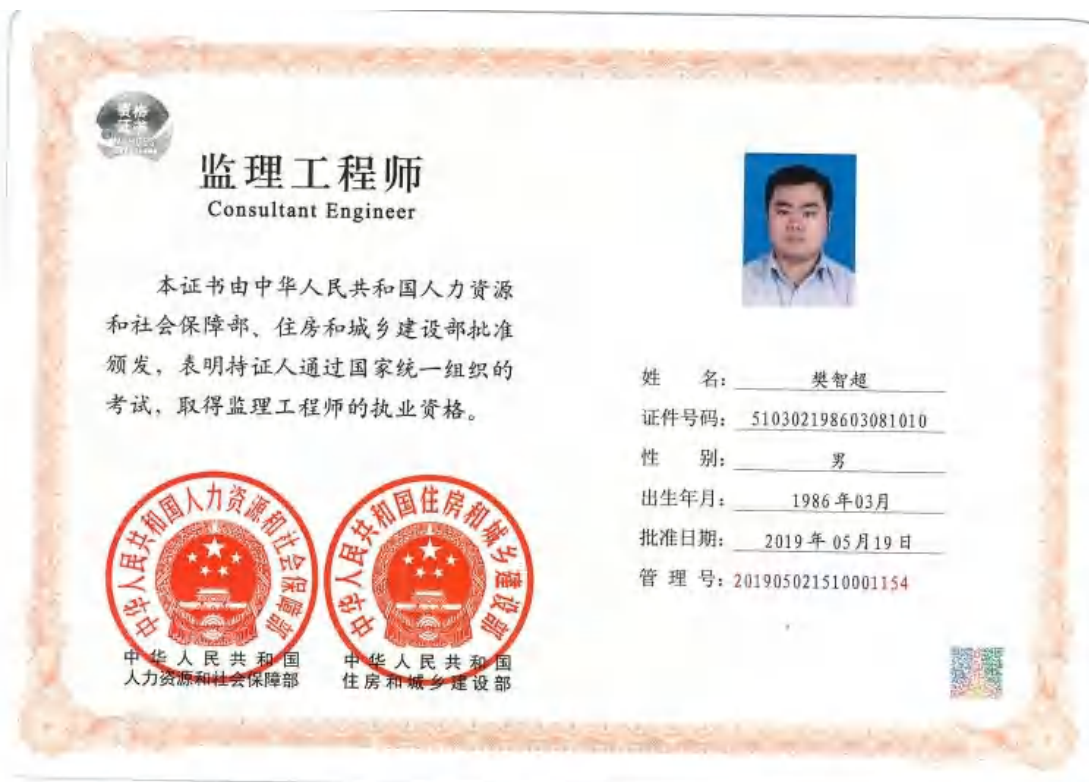 资格
证书
监理工程师
Consultant Engineer
本证书由中华人民共和国人力资源
和社会保障部、住房和城乡建设部批准
颁发，表明持证人通过国家统一组织的
考试，取得监理工程师的执业资格。
中华人民共和国人力资源和社会保障部
中华人民共和国
人力资源和社会保障部
中华人民共和国住房和城乡建设部
中华人民共和国
住房和城乡建设部
姓 名：樊智超
证件号码：510302198603081010
性 别：男
出生年月：1986年03月
批准日期：2019年05月19日
管 理 号：201905021510001154